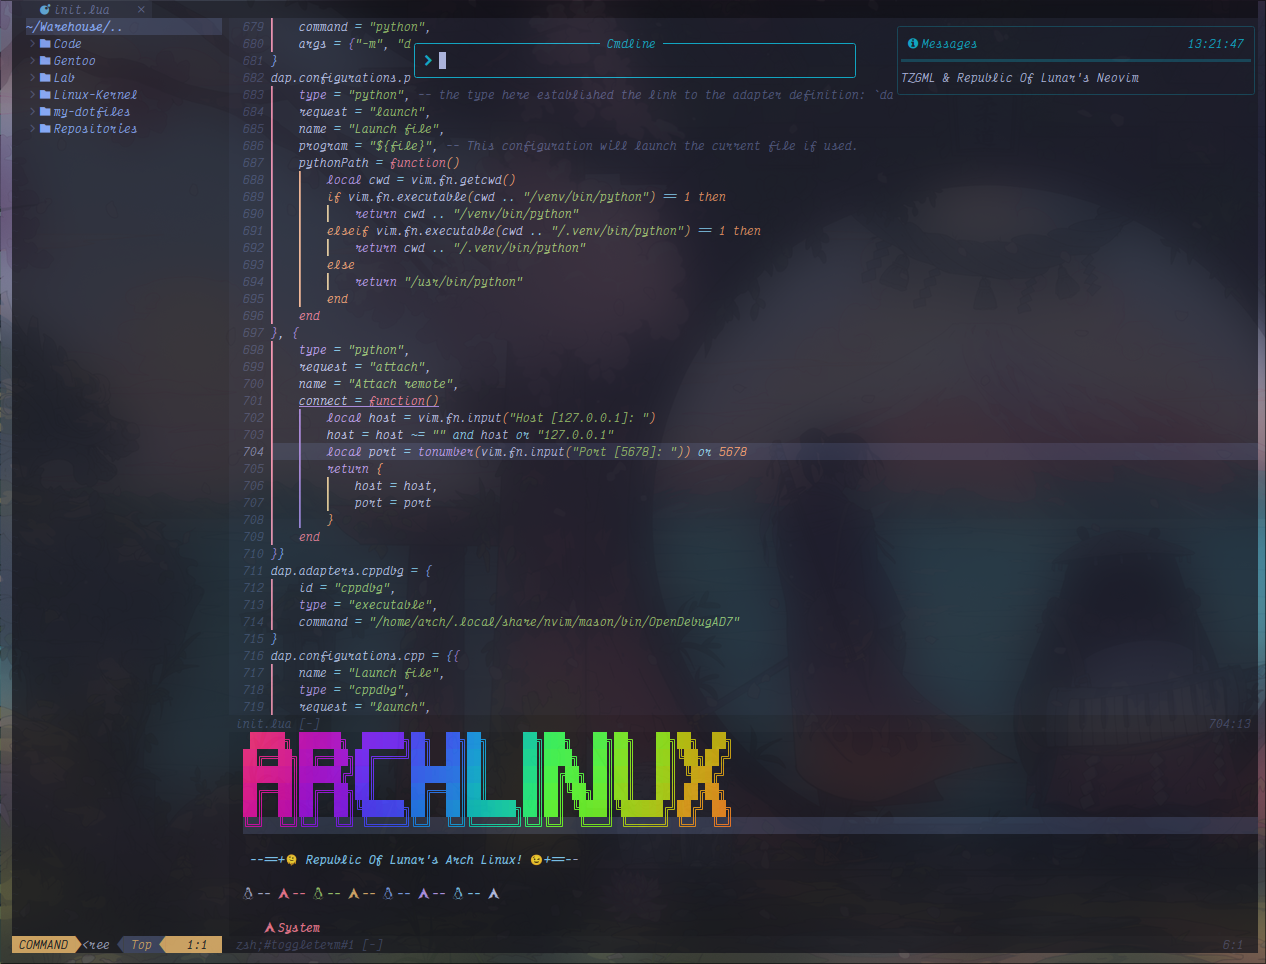 init.lua ×
~/Warehouse/..
Code
Gentoo
Lab
Linux-Kernel
my-dotfiles
Repositories
679 command = "python",
680 args = {"-m", "d
681 }
682 dap.configurations.p
683 type = "python", -- the type here established the link to the adapter definition: `da
684 request = "launch",
685 name = "Launch file",
686 program = "${file}", -- This configuration will launch the current file if used.
687 pythonPath = function()
688 local cwd = vim.fn.getcwd()
689 if vim.fn.executable(cwd .. "/venv/bin/python") == 1 then
690 return cwd .. "/venv/bin/python"
691 elseif vim.fn.executable(cwd .. "/.venv/bin/python") == 1 then
692 return cwd .. "/.venv/bin/python"
693 else
694 return "/usr/bin/python"
695 end
696 end
697 }, {
698 type = "python",
699 request = "attach",
700 name = "Attach remote",
701 connect = function()
702 local host = vim.fn.input("Host [127.0.0.1]: ")
703 host = host ~= "" and host or "127.0.0.1"
704 local port = tonumber(vim.fn.input("Port [5678]: ")) or 5678
705 return {
706 host = host,
707 port = port
708 }
709 end
710 }}
711 dap.adapters.cppdbg = {
712 id = "cppdbg",
713 type = "executable",
714 command = "/home/arch/.local/share/nvim/mason/bin/OpenDebugAD7"
715 }
716 dap.configurations.cpp = {{
717 name = "Launch file",
718 type = "cppdbg",
719 request = "launch",
Cmdline
Messages 13:21:47
TZGML & Republic Of Lunar's Neovim
init.lua [-] 704:13
ARCHLINUX
--==+🫠 Republic Of Lunar's Arch Linux! 😉+==--
System
COMMAND <ree Top 1:1 zsh;#toggleterm#1 [-] 6:1